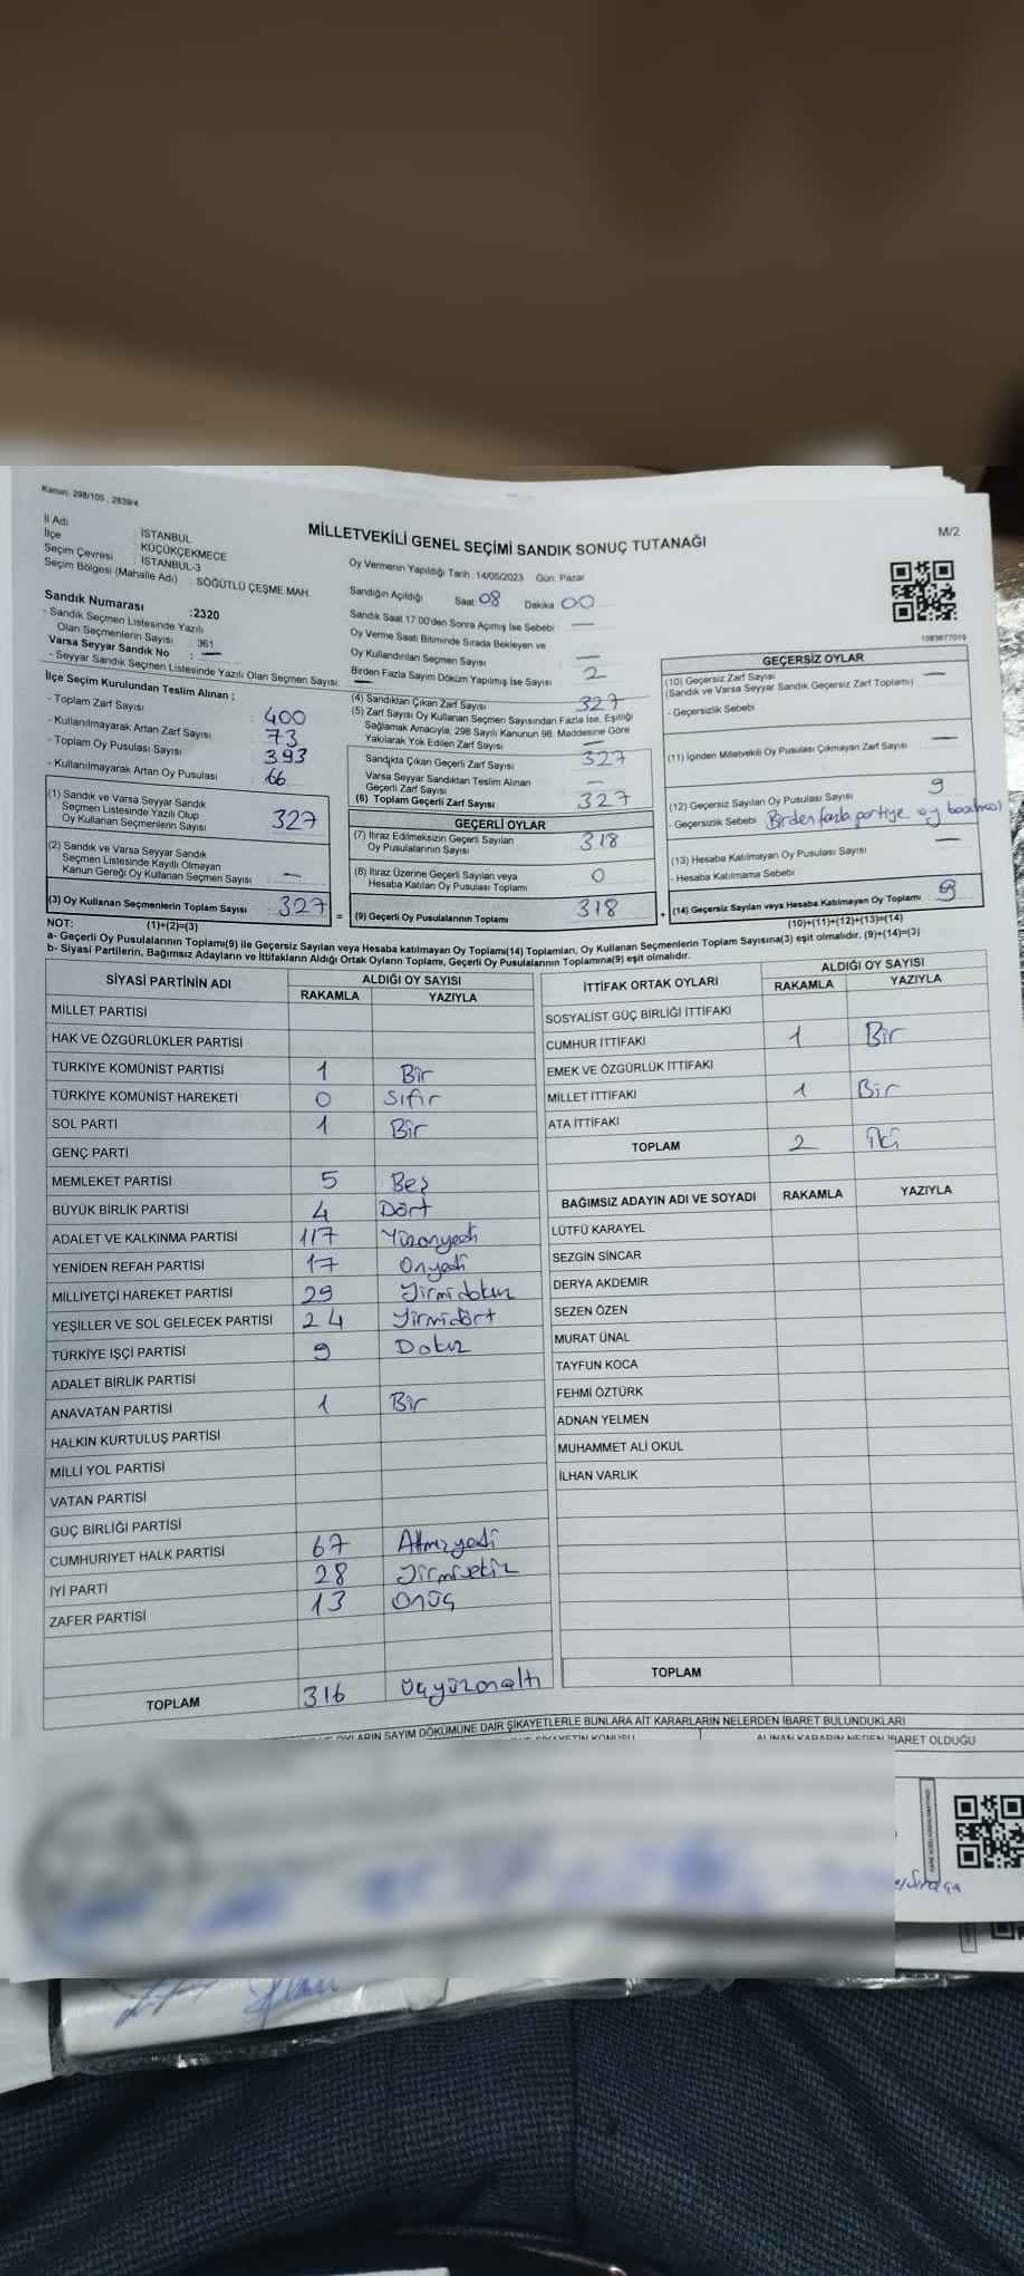 Kanun: 298/105, 2839/4
M/2
MİLLETVEKİLİ GENEL SEÇİMİ SANDIK SONUÇ TUTANAĞI
İl Adı : İSTANBUL
İlçe : KÜÇÜKÇEKMECE
Seçim Çevresi : İSTANBUL-3
Seçim Bölgesi (Mahalle Adı) : SÖĞÜTLÜ ÇEŞME MAH.
Sandık Numarası :2320
- Sandık Seçmen Listesinde Yazılı
Olan Seçmenlerin Sayısı : 361
Varsa Seyyar Sandık No : —
- Seyyar Sandık Seçmen Listesinde Yazılı Olan Seçmen Sayısı: —
Oy Vermenin Yapıldığı Tarih: 14/05/2023 Gün: Pazar
Sandığın Açıldığı Saat 08 Dakika 00
Sandık Saat 17:00'den Sonra Açılmış İse Sebebi —
Oy Verme Saati Bitiminde Sırada Bekleyen ve
Oy Kullandırılan Seçmen Sayısı —
Birden Fazla Sayım Döküm Yapılmış İse Sayısı 2
İlçe Seçim Kurulundan Teslim Alınan :
- Toplam Zarf Sayısı : 400
- Kullanılmayarak Artan Zarf Sayısı : 73
- Toplam Oy Pusulası Sayısı : 393
- Kullanılmayarak Artan Oy Pusulası : 66
(1) Sandık ve Varsa Seyyar Sandık
Seçmen Listesinde Yazılı Olup
Oy Kullanan Seçmenlerin Sayısı : 327
(2) Sandık ve Varsa Seyyar Sandık
Seçmen Listesinde Kayıtlı Olmayan
Kanun Gereği Oy Kullanan Seçmen Sayısı : —
(3) Oy Kullanan Seçmenlerin Toplam Sayısı : 327
(1)+(2)=(3)
(4) Sandıktan Çıkan Zarf Sayısı 327
(5) Zarf Sayısı Oy Kullanan Seçmen Sayısından Fazla İse, Eşitliği
Sağlamak Amacıyla, 298 Sayılı Kanunun 98. Maddesine Göre
Yakılarak Yok Edilen Zarf Sayısı —
Sandıkta Çıkan Geçerli Zarf Sayısı 327
Varsa Seyyar Sandıktan Teslim Alınan
Geçerli Zarf Sayısı —
(6) Toplam Geçerli Zarf Sayısı 327
GEÇERLİ OYLAR
(7) İtiraz Edilmeksizin Geçerli Sayılan
Oy Pusulalarının Sayısı 318
(8) İtiraz Üzerine Geçerli Sayılan veya
Hesaba Katılan Oy Pusulası Toplamı 0
= (9) Geçerli Oy Pusulalarının Toplamı 318
1083877019
GEÇERSİZ OYLAR
(10) Geçersiz Zarf Sayısı —
(Sandık ve Varsa Seyyar Sandık Geçersiz Zarf Toplamı)
- Geçersizlik Sebebi
(11) İçinden Milletvekili Oy Pusulası Çıkmayan Zarf Sayısı —
(12) Geçersiz Sayılan Oy Pusulası Sayısı 9
- Geçersizlik Sebebi Birden fazla partiye oy basılması
(13) Hesaba Katılmayan Oy Pusulası Sayısı —
- Hesaba Katılmama Sebebi
+ (14) Geçersiz Sayılan veya Hesaba Katılmayan Oy Toplamı 9
(10)+(11)+(12)+(13)=(14)
NOT:
a- Geçerli Oy Pusulalarının Toplamı(9) ile Geçersiz Sayılan veya Hesaba katılmayan Oy Toplamı(14) Toplamları, Oy Kullanan Seçmenlerin Toplam Sayısına(3) eşit olmalıdır. (9)+(14)=(3)
b- Siyasi Partilerin, Bağımsız Adayların ve İttifakların Aldığı Ortak Oyların Toplamı, Geçerli Oy Pusulalarının Toplamına(9) eşit olmalıdır.
SİYASİ PARTİNİN ADI ALDIĞI OY SAYISI
RAKAMLA YAZIYLA
MİLLET PARTİSİ
HAK VE ÖZGÜRLÜKLER PARTİSİ
TÜRKİYE KOMÜNİST PARTİSİ 1 Bir
TÜRKİYE KOMÜNİST HAREKETİ 0 Sıfır
SOL PARTİ 1 Bir
GENÇ PARTİ
MEMLEKET PARTİSİ 5 Beş
BÜYÜK BİRLİK PARTİSİ 4 Dört
ADALET VE KALKINMA PARTİSİ 117 Yüzonyedi
YENİDEN REFAH PARTİSİ 17 Onyedi
MİLLİYETÇİ HAREKET PARTİSİ 29 Yirmidokuz
YEŞİLLER VE SOL GELECEK PARTİSİ 24 Yirmidört
TÜRKİYE İŞÇİ PARTİSİ 9 Dokuz
ADALET BİRLİK PARTİSİ
ANAVATAN PARTİSİ 1 Bir
HALKIN KURTULUŞ PARTİSİ
MİLLİ YOL PARTİSİ
VATAN PARTİSİ
GÜÇ BİRLİĞİ PARTİSİ
CUMHURİYET HALK PARTİSİ 67 Atmışyedi
İYİ PARTİ 28 Yirmisekiz
ZAFER PARTİSİ 13 Onüç
TOPLAM 316 Üçyüzonaltı
İTTİFAK ORTAK OYLARI ALDIĞI OY SAYISI
RAKAMLA YAZIYLA
SOSYALİST GÜÇ BİRLİĞİ İTTİFAKI
CUMHUR İTTİFAKI 1 Bir
EMEK VE ÖZGÜRLÜK İTTİFAKI
MİLLET İTTİFAKI 1 Bir
ATA İTTİFAKI
TOPLAM 2 İki
BAĞIMSIZ ADAYIN ADI VE SOYADI RAKAMLA YAZIYLA
LÜTFÜ KARAYEL
SEZGİN SİNCAR
DERYA AKDEMİR
SEZEN ÖZEN
MURAT ÜNAL
TAYFUN KOCA
FEHMİ ÖZTÜRK
ADNAN YELMEN
MUHAMMET ALİ OKUL
İLHAN VARLIK
TOPLAM
OYLARIN SAYIM DÖKÜMÜNE DAİR ŞİKAYETLERLE BUNLARA AİT KARARLARIN NELERDEN İBARET BULUNDUKLARI
ALINAN KARARIN NEDEN İBARET OLDUĞU